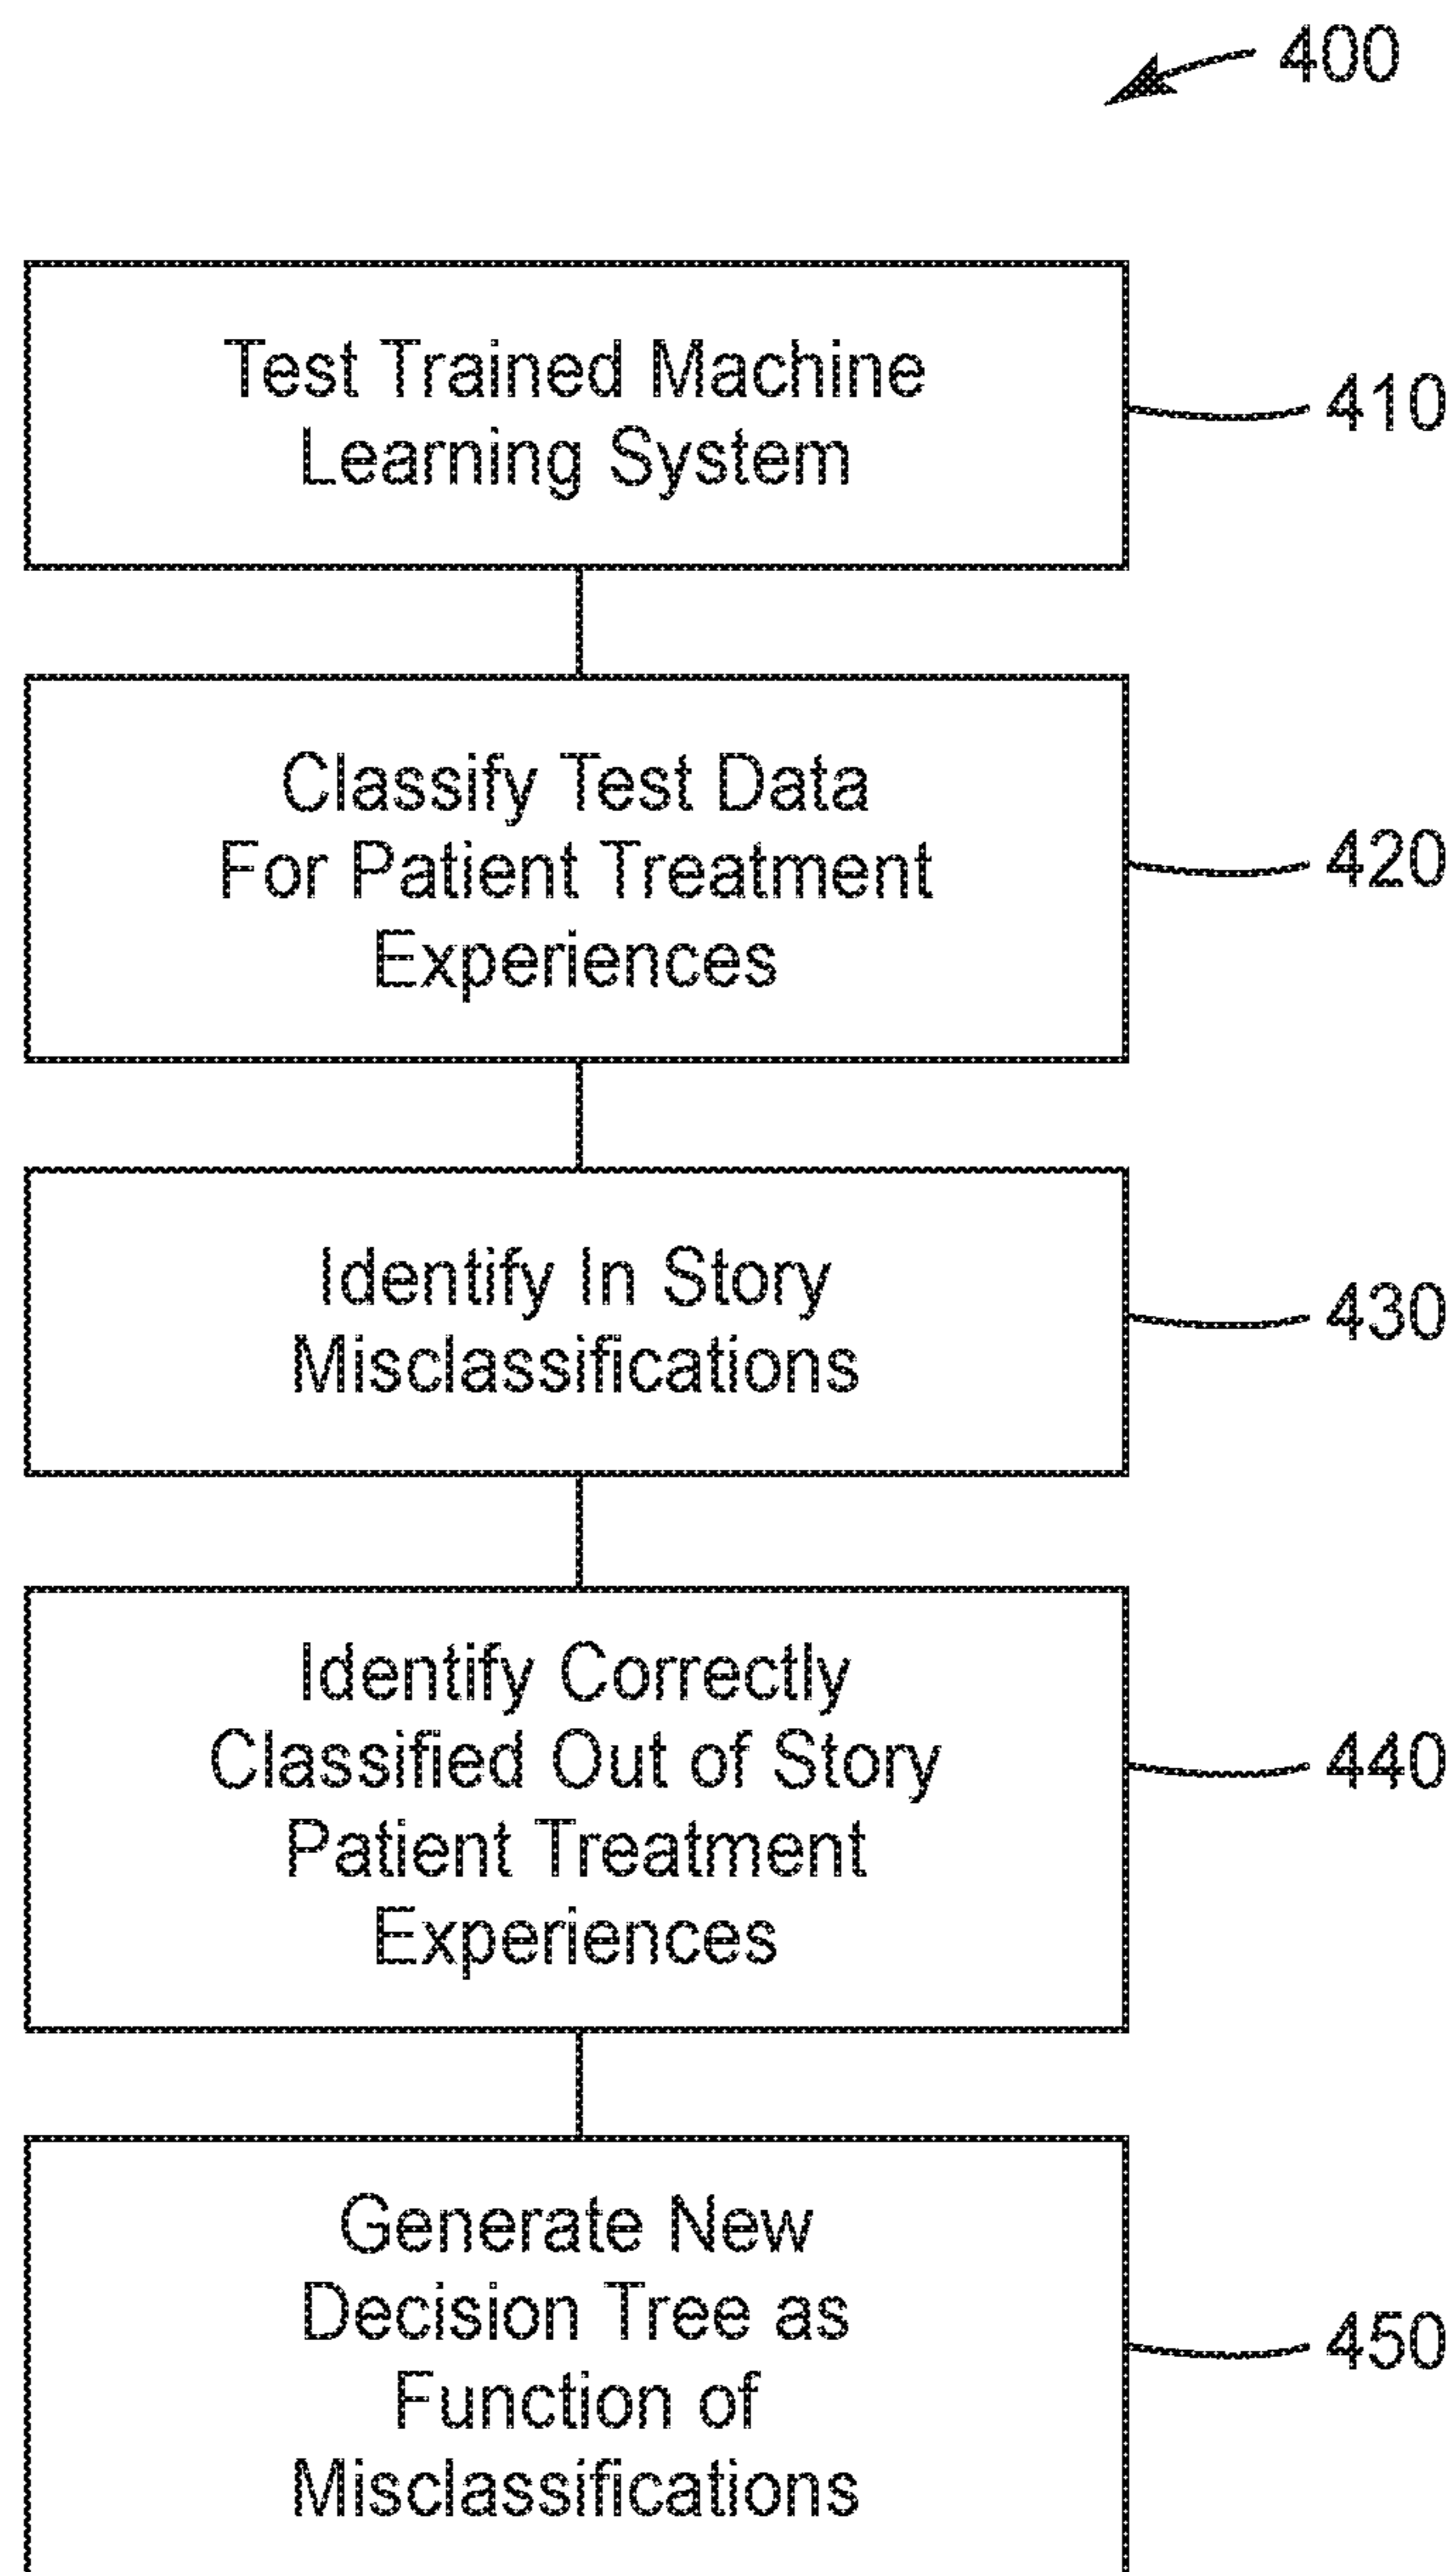 400
Test Trained Machine
Learning System
410
Classify Test Data
For Patient Treatment
Experiences
420
Identify In Story
Misclassifications
430
Identify Correctly
Classified Out of Story
Patient Treatment
Experiences
440
Generate New
Decision Tree as
Function of
Misclassifications
450